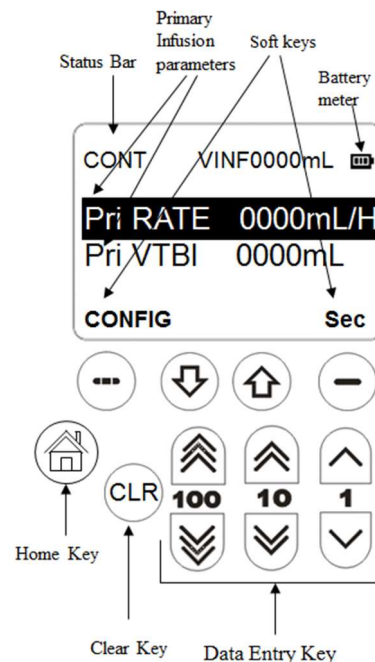 Primary
Infusion
parameters
Soft keys
Status Bar
Battery
meter
CONT VINF0000mL
Pri RATE 0000mL/H
Pri VTBI 0000mL
CONFIG Sec
CLR
100 10 1
Home Key
Clear Key
Data Entry Key